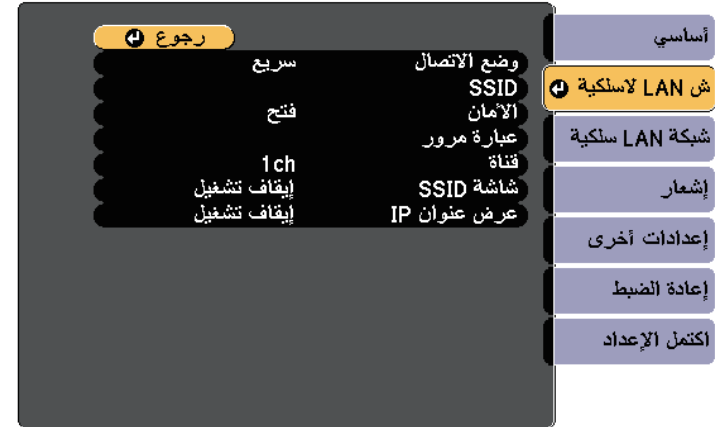 أساسي
ش LAN لاسلكية
شبكة LAN سلكية
إشعار
إعدادات أخرى
إعادة الضبط
اكتمل الإعداد
رجوع
وضع الاتصال سريع
SSID
الأمان فتح
عبارة مرور
قناة 1ch
شاشة SSID إيقاف تشغيل
عرض عنوان IP إيقاف تشغيل